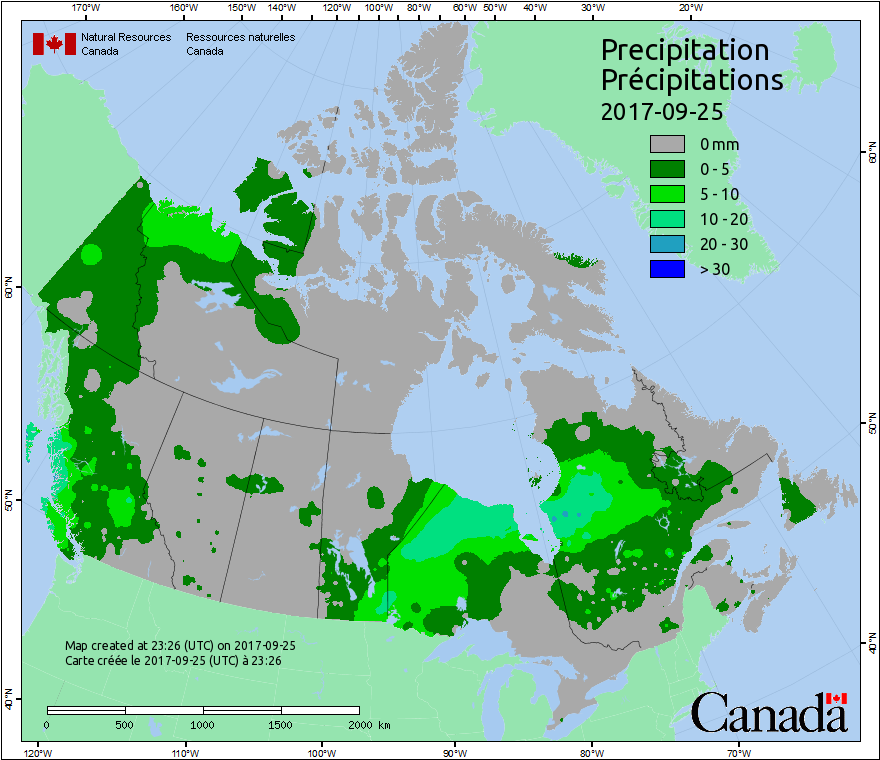 170°W 160°W 150°W 140°W 120°W 100°W 80°W 60°W 50°W 40°W 30°W 20°W
Natural Resources Ressources naturelles
Canada Canada
Precipitation
Précipitations
2017-09-25
0 mm
0 - 5
5 - 10
10 - 20
20 - 30
> 30
60°N
60°N
50°N
50°N
40°N
40°N
Map created at 23:26 (UTC) on 2017-09-25
Carte créée le 2017-09-25 (UTC) à 23:26
0 500 1000 1500 2000 km
Canada
120°W 110°W 100°W 90°W 80°W 70°W